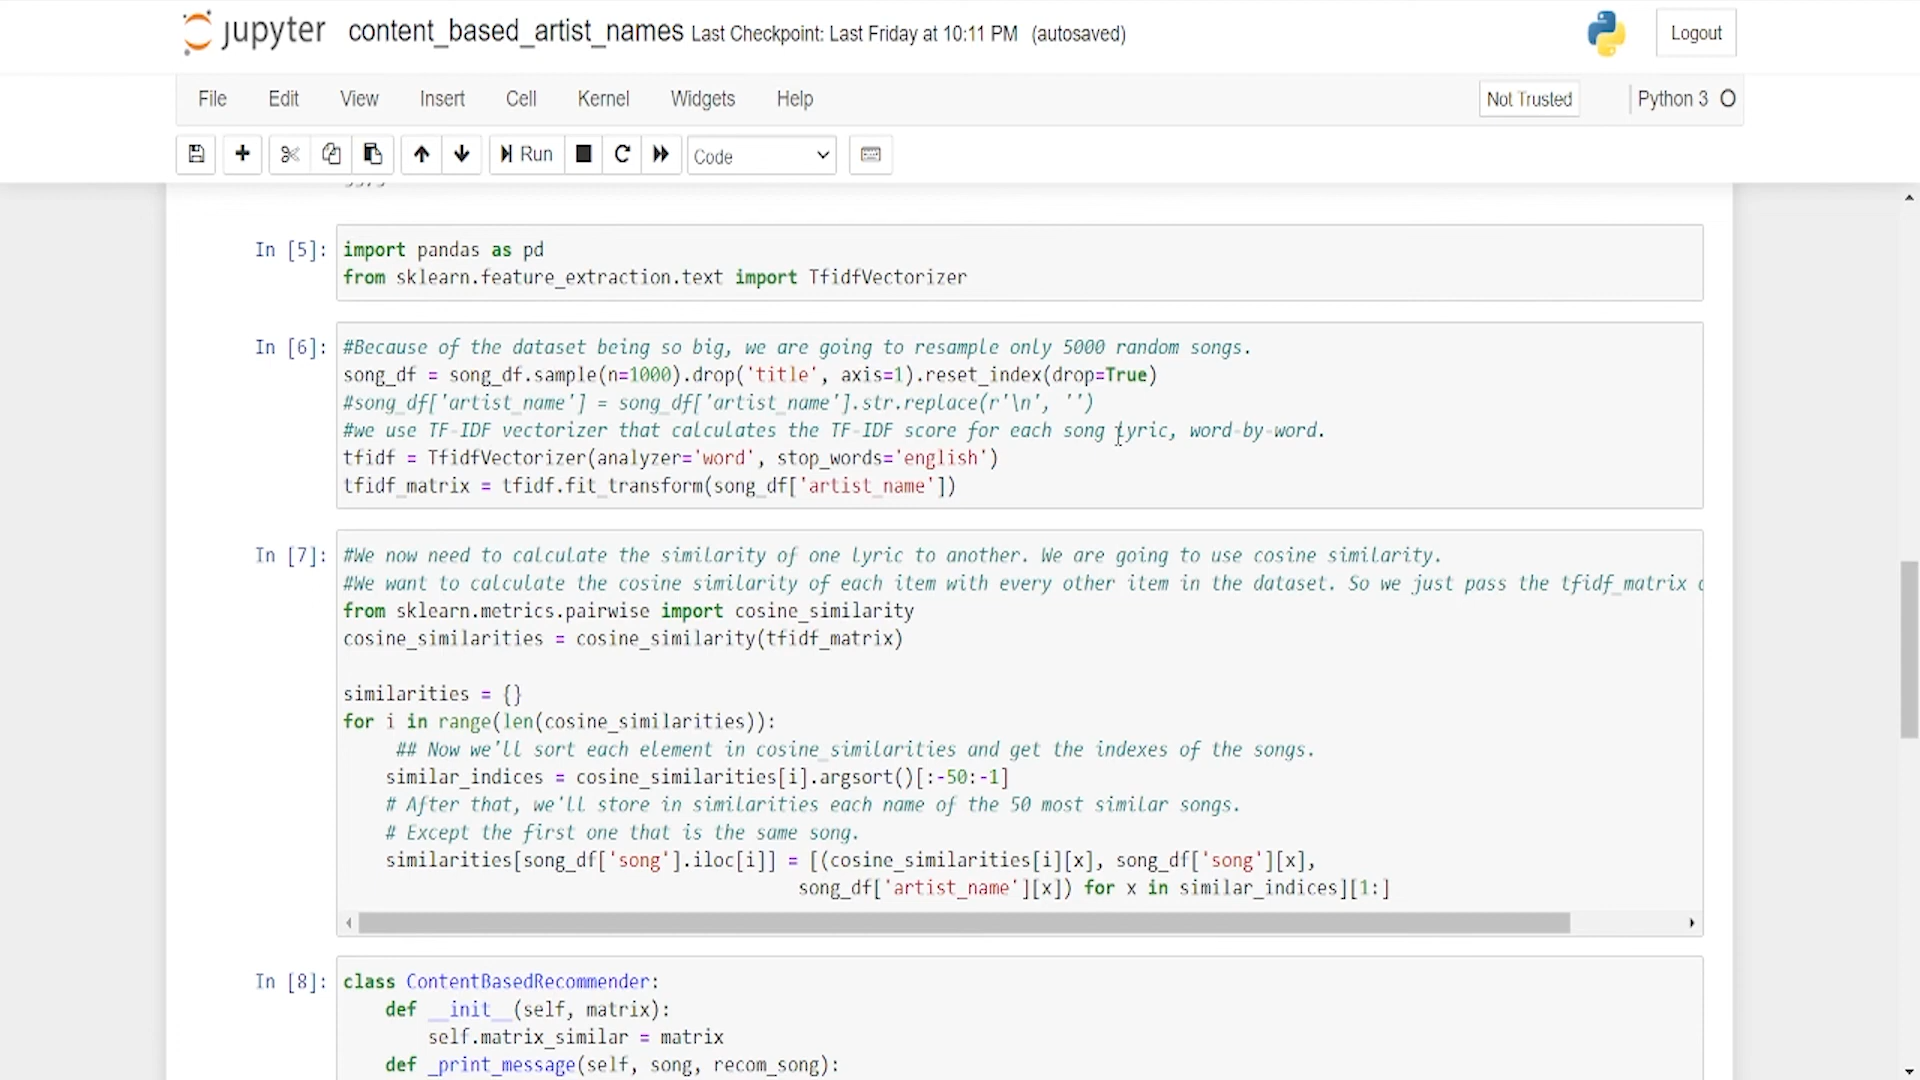 jupyter content_based_artist_names Last Checkpoint: Last Friday at 10:11 PM (autosaved)
Logout
File Edit View Insert Cell Kernel Widgets Help
Not Trusted
Python 3 O
Run
Code
In [5]:
import pandas as pd
from sklearn.feature_extraction.text import TfidfVectorizer
In [6]:
#Because of the dataset being so big, we are going to resample only 5000 random songs.
song_df = song_df.sample(n=1000).drop('title', axis=1).reset_index(drop=True)
#song_df['artist_name'] = song_df['artist_name'].str.replace(r'\n', '')
#we use TF-IDF vectorizer that calculates the TF-IDF score for each song lyric, word-by-word.
tfidf = TfidfVectorizer(analyzer='word', stop_words='english')
tfidf_matrix = tfidf.fit_transform(song_df['artist_name'])
In [7]:
#We now need to calculate the similarity of one lyric to another. We are going to use cosine similarity.
#We want to calculate the cosine similarity of each item with every other item in the dataset. So we just pass the tfidf_matrix
from sklearn.metrics.pairwise import cosine_similarity
cosine_similarities = cosine_similarity(tfidf_matrix)
similarities = {}
for i in range(len(cosine_similarities)):
## Now we'll sort each element in cosine_similarities and get the indexes of the songs.
similar_indices = cosine_similarities[i].argsort()[:-50:-1]
# After that, we'll store in similarities each name of the 50 most similar songs.
# Except the first one that is the same song.
similarities[song_df['song'].iloc[i]] = [(cosine_similarities[i][x], song_df['song'][x],
song_df['artist_name'][x]) for x in similar_indices][1:]
In [8]:
class ContentBasedRecommender:
def __init__(self, matrix):
self.matrix_similar = matrix
def _print_message(self, song, recom_song):